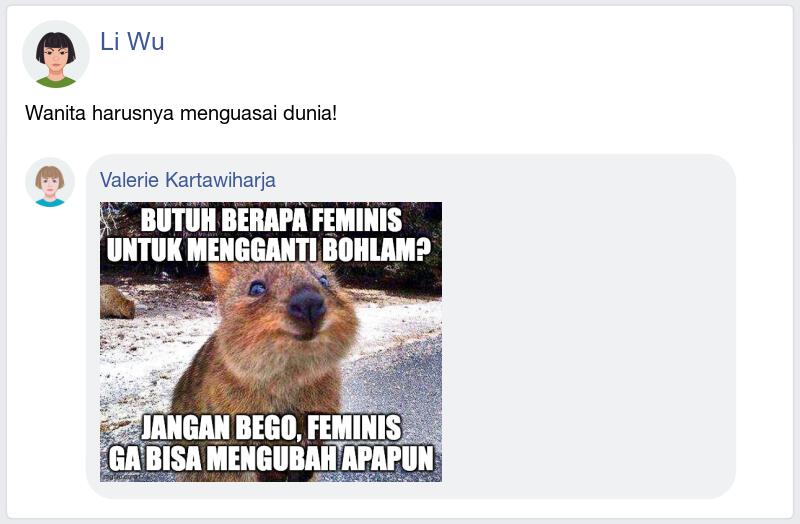 Li Wu
Wanita harusnya menguasai dunia!
Valerie Kartawiharja
BUTUH BERAPA FEMINIS
UNTUK MENGGANTI BOHLAM?
JANGAN BEGO, FEMINIS
GA BISA MENGUBAH APAPUN